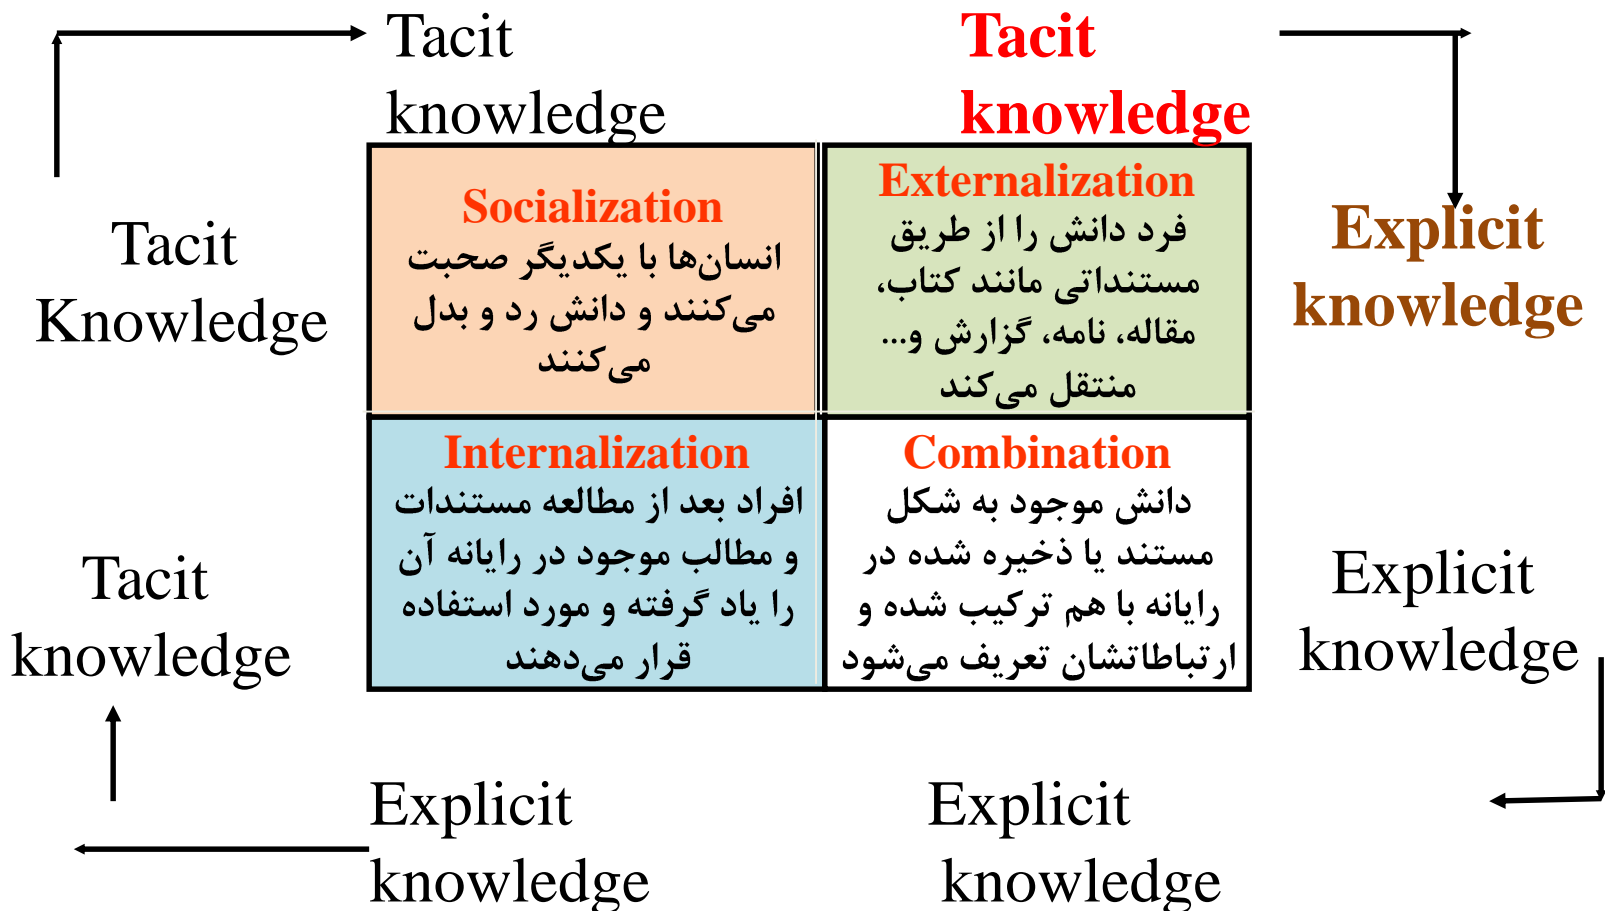 Tacit
knowledge
Tacit
knowledge
Tacit
Knowledge
Socialization
انسان‌ها با یکدیگر صحبت
می‌کنند و دانش رد و بدل
می‌کنند
Externalization
فرد دانش را از طریق
مستنداتی مانند کتاب،
مقاله، نامه، گزارش و...
منتقل می‌کند
Explicit
knowledge
Tacit
knowledge
Internalization
افراد بعد از مطالعه مستندات
و مطالب موجود در رایانه آن
را یاد گرفته و مورد استفاده
قرار می‌دهند
Combination
دانش موجود به شکل
مستند یا ذخیره شده در
رایانه با هم ترکیب شده و
ارتباطاتشان تعریف می‌شود
Explicit
knowledge
Explicit
knowledge
Explicit
knowledge